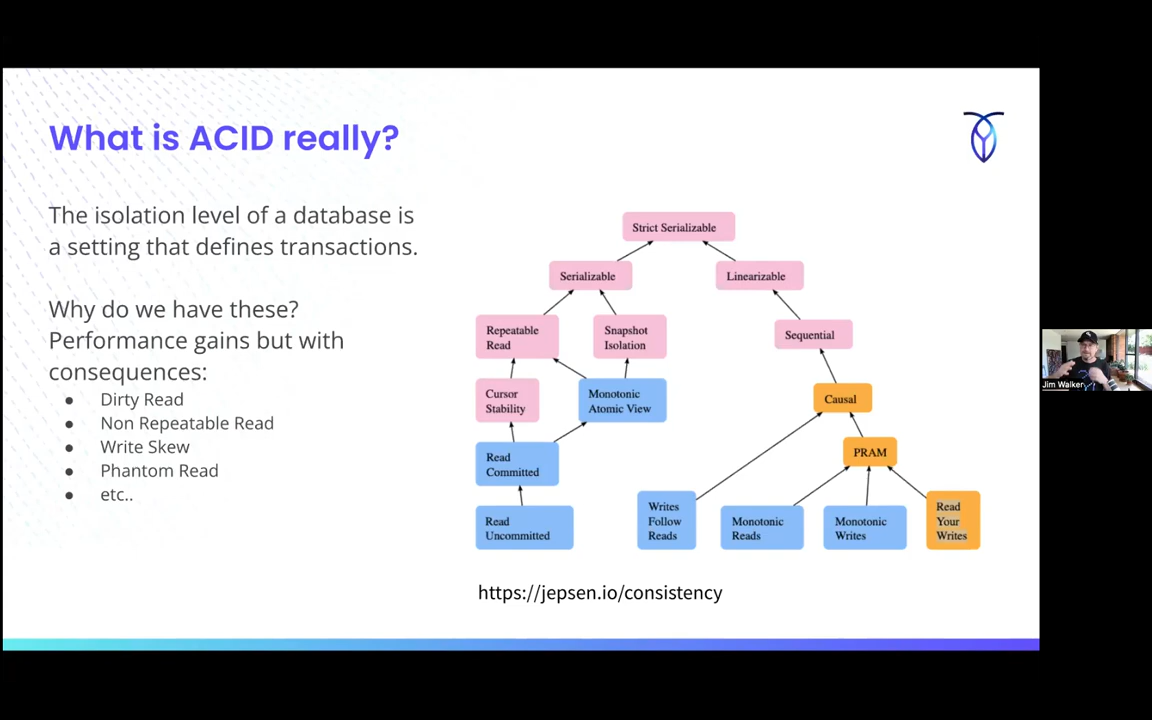 What is ACID really?
The isolation level of a database is
a setting that defines transactions.
Why do we have these?
Performance gains but with
consequences:
● Dirty Read
● Non Repeatable Read
● Write Skew
● Phantom Read
● etc..
Strict Serializable
Serializable
Linearizable
Repeatable
Read
Snapshot
Isolation
Sequential
Cursor
Stability
Monotonic
Atomic View
Causal
Read
Committed
PRAM
Read
Uncommitted
Writes
Follow
Reads
Monotonic
Reads
Monotonic
Writes
Read
Your
Writes
https://jepsen.io/consistency
Jim Walker